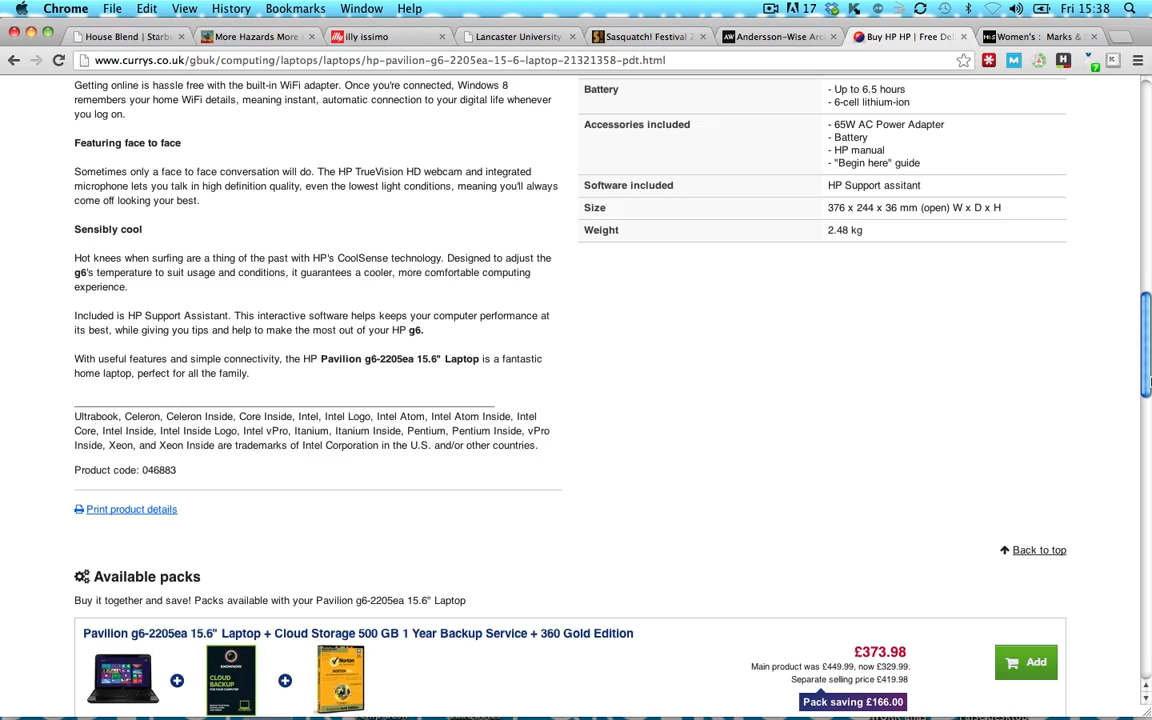 Chrome File Edit View History Bookmarks Window Help 17 Fri 15:38
House Blend | Starb
More Hazards More
illy issimo
Lancaster University
Sasquatch! Festival
Andersson-Wise Arc
Buy HP HP | Free De
Women's : Marks &
www.currys.co.uk/gbuk/computing/laptops/laptops/hp-pavilion-g6-2205ea-15-6-laptop-21321358-pdt.html
Getting online is hassle free with the built-in WiFi adapter. Once you're connected, Windows 8
remembers your home WiFi details, meaning instant, automatic connection to your digital life whenever
you log on.
Featuring face to face
Sometimes only a face to face conversation will do. The HP TrueVision HD webcam and integrated
microphone lets you talk in high definition quality, even the lowest light conditions, meaning you'll always
come off looking your best.
Sensibly cool
Hot knees when surfing are a thing of the past with HP's CoolSense technology. Designed to adjust the
g6's temperature to suit usage and conditions, it guarantees a cooler, more comfortable computing
experience.
Included is HP Support Assistant. This interactive software helps keeps your computer performance at
its best, while giving you tips and help to make the most out of your HP g6.
With useful features and simple connectivity, the HP Pavilion g6-2205ea 15.6" Laptop is a fantastic
home laptop, perfect for all the family.
Ultrabook, Celeron, Celeron Inside, Core Inside, Intel, Intel Logo, Intel Atom, Intel Atom Inside, Intel
Core, Intel Inside, Intel Inside Logo, Intel vPro, Itanium, Itanium Inside, Pentium, Pentium Inside, vPro
Inside, Xeon, and Xeon Inside are trademarks of Intel Corporation in the U.S. and/or other countries.
Product code: 046883
Print product details
Battery
- Up to 6.5 hours
- 6-cell lithium-ion
Accessories included
- 65W AC Power Adapter
- Battery
- HP manual
- "Begin here" guide
Software included HP Support assitant
Size 376 x 244 x 36 mm (open) W x D x H
Weight 2.48 kg
Back to top
Available packs
Buy it together and save! Packs available with your Pavilion g6-2205ea 15.6" Laptop
Pavilion g6-2205ea 15.6" Laptop + Cloud Storage 500 GB 1 Year Backup Service + 360 Gold Edition
KNOWHOW
CLOUD
BACKUP
Norton
£373.98
Main product was £449.99, now £329.99.
Separate selling price £419.98
Pack saving £166.00
Add